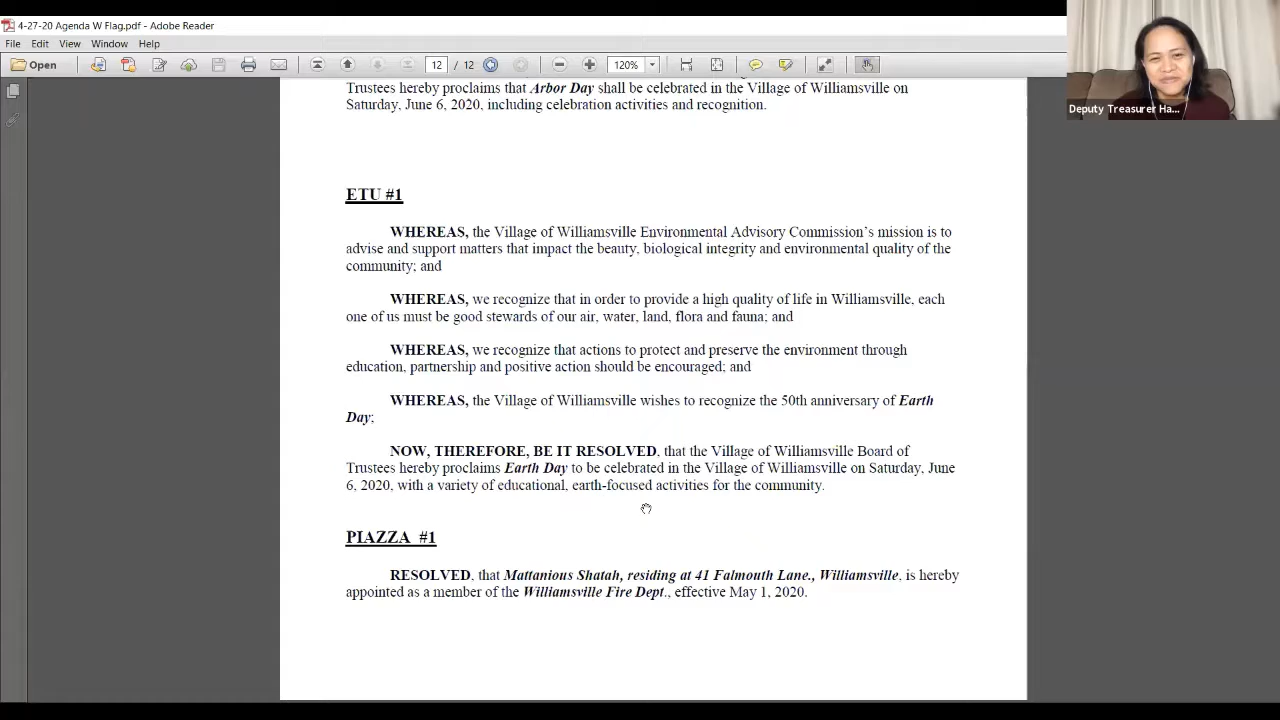 4-27-20 Agenda W Flag.pdf - Adobe Reader
File Edit View Window Help
Open 12 12 120%
Deputy Treasurer Ha...
Trustees hereby proclaims that Arbor Day shall be celebrated in the Village of Williamsville on
Saturday, June 6, 2020, including celebration activities and recognition.
ETU #1
WHEREAS, the Village of Williamsville Environmental Advisory Commission's mission is to
advise and support matters that impact the beauty, biological integrity and environmental quality of the
community; and
WHEREAS, we recognize that in order to provide a high quality of life in Williamsville, each
one of us must be good stewards of our air, water, land, flora and fauna; and
WHEREAS, we recognize that actions to protect and preserve the environment through
education, partnership and positive action should be encouraged; and
WHEREAS, the Village of Williamsville wishes to recognize the 50th anniversary of Earth
Day;
NOW, THEREFORE, BE IT RESOLVED, that the Village of Williamsville Board of
Trustees hereby proclaims Earth Day to be celebrated in the Village of Williamsville on Saturday, June
6, 2020, with a variety of educational, earth-focused activities for the community.
PIAZZA #1
RESOLVED, that Mattanious Shatah, residing at 41 Falmouth Lane., Williamsville, is hereby
appointed as a member of the Williamsville Fire Dept., effective May 1, 2020.